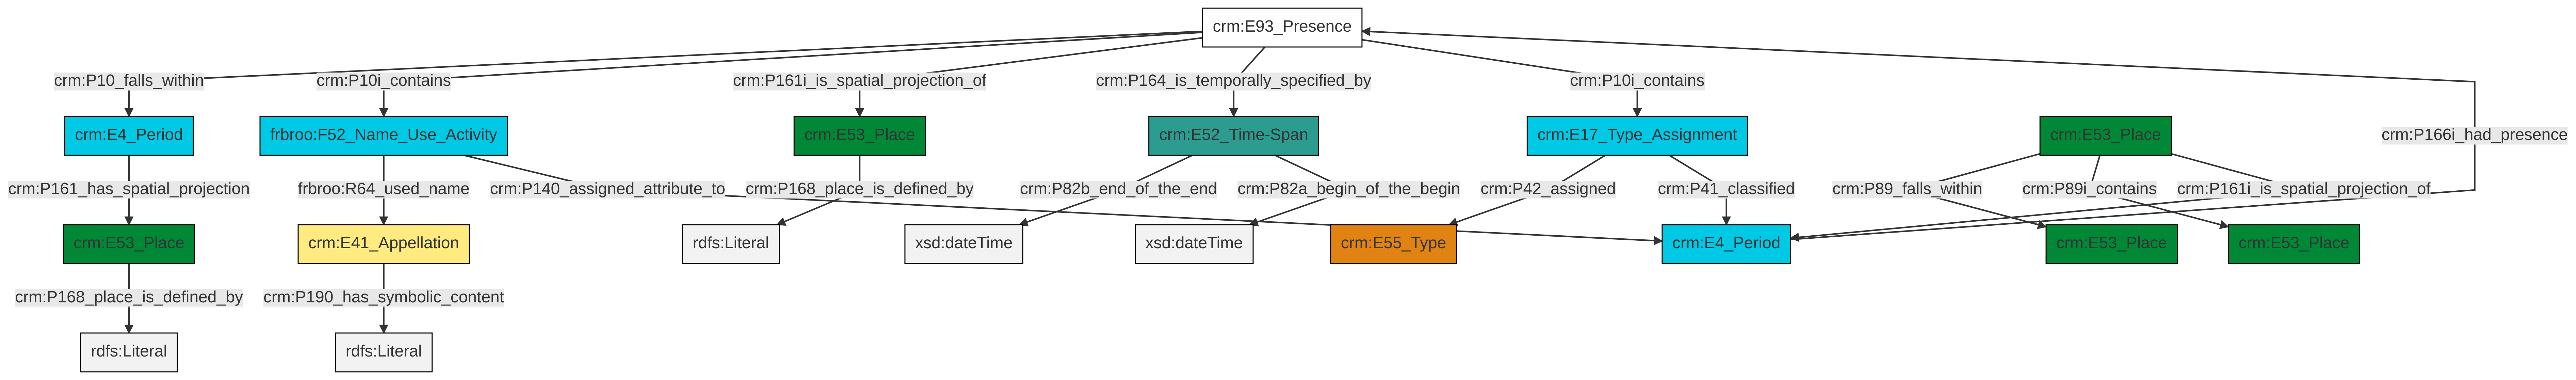 crm:E93_Presence
crm:P10_falls_within
crm:P10i_contains
crm:P161i_is_spatial_projection_of
crm:P164_is_temporally_specified_by
crm:P10i_contains
crm:E4_Period
frbroo:F52_Name_Use_Activity
crm:E53_Place
crm:E52_Time-Span
crm:E17_Type_Assignment
crm:E53_Place
crm:P166i_had_presence
crm:P161_has_spatial_projection
frbroo:R64_used_name
crm:P140_assigned_attribute_to
crm:P168_place_is_defined_by
crm:P82b_end_of_the_end
crm:P82a_begin_of_the_begin
crm:P42_assigned
crm:P41_classified
crm:P89_falls_within
crm:P89i_contains
crm:P161i_is_spatial_projection_of
crm:E53_Place
crm:E41_Appellation
rdfs:Literal
xsd:dateTime
xsd:dateTime
crm:E55_Type
crm:E4_Period
crm:E53_Place
crm:E53_Place
crm:P168_place_is_defined_by
crm:P190_has_symbolic_content
rdfs:Literal
rdfs:Literal